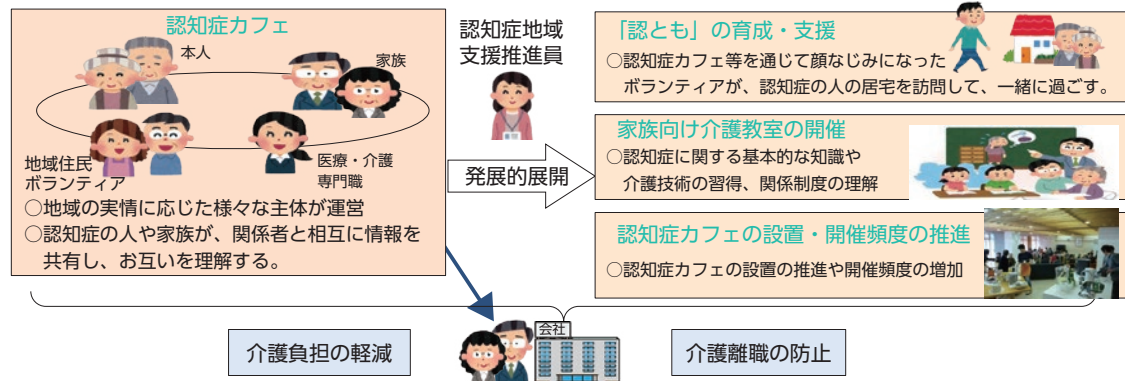 認知症カフェ
本人
家族
地域住民
ボランティア
医療・介護
専門職
○地域の実情に応じた様々な主体が運営
○認知症の人や家族が、関係者と相互に情報を
共有し、お互いを理解する。
認知症地域
支援推進員
発展的展開
「認とも」の育成・支援
○認知症カフェ等を通じて顔なじみになった
ボランティアが、認知症の人の居宅を訪問して、一緒に過ごす。
家族向け介護教室の開催
○認知症に関する基本的な知識や
介護技術の習得、関係制度の理解
認知症カフェの設置・開催頻度の推進
○認知症カフェの設置の推進や開催頻度の増加
介護負担の軽減
会社
介護離職の防止